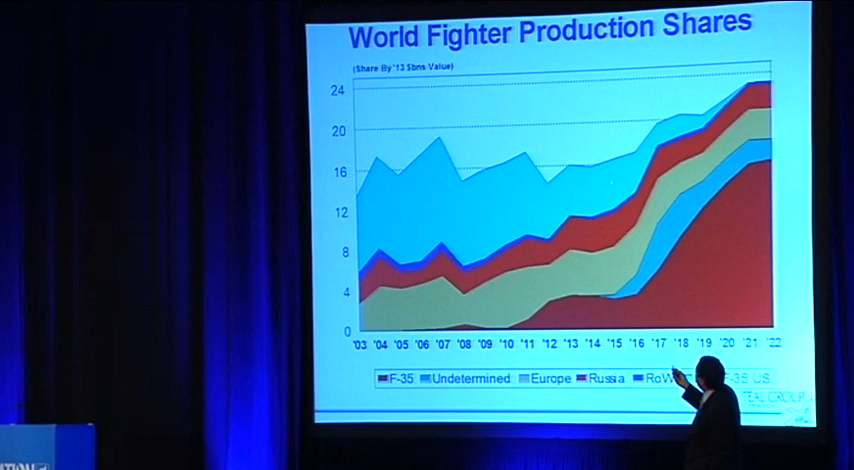 World Fighter Production Shares
(Share By '13 $bns Value)
24
20
16
12
8
4
0
'03 '04 '05 '06 '07 '08 '09 '10 '11 '12 '13 '14 '15 '16 '17 '18 '19 '20 '21 '22
F-35 Undetermined Europe Russia RoW F-35 US
TEAL GROUP